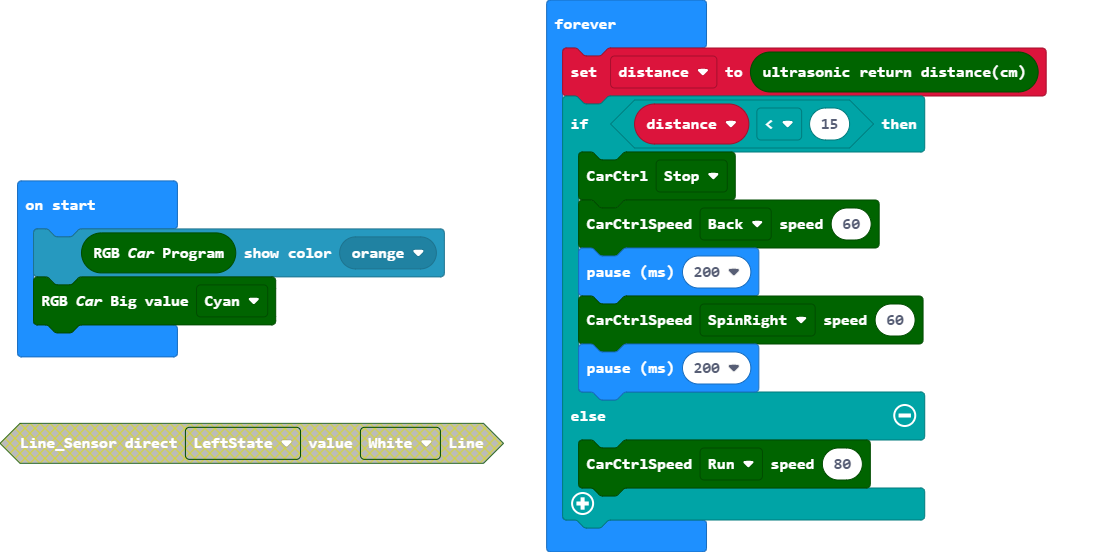 on start
RGB Car Program show color orange
RGB Car Big value Cyan
Line_Sensor direct LeftState value White Line
forever
set distance to ultrasonic return distance(cm)
if distance < 15 then
CarCtrl Stop
CarCtrlSpeed Back speed 60
pause (ms) 200
CarCtrlSpeed SpinRight speed 60
pause (ms) 200
else
CarCtrlSpeed Run speed 80